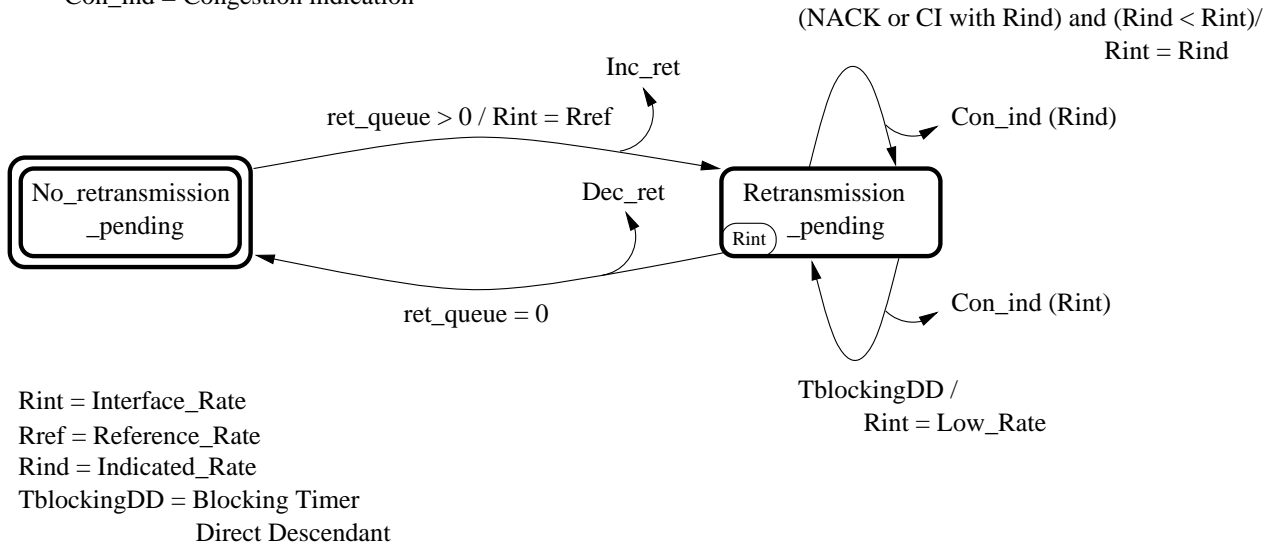 Con_ind = Congestion Indication
(NACK or CI with Rind) and (Rind < Rint)/
Rint = Rind
Inc_ret
ret_queue > 0 / Rint = Rref
Con_ind (Rind)
No_retransmission
_pending
Dec_ret
Retransmission
_pending
Rint
ret_queue = 0
Con_ind (Rint)
TblockingDD /
Rint = Low_Rate
Rint = Interface_Rate
Rref = Reference_Rate
Rind = Indicated_Rate
TblockingDD = Blocking Timer
Direct Descendant